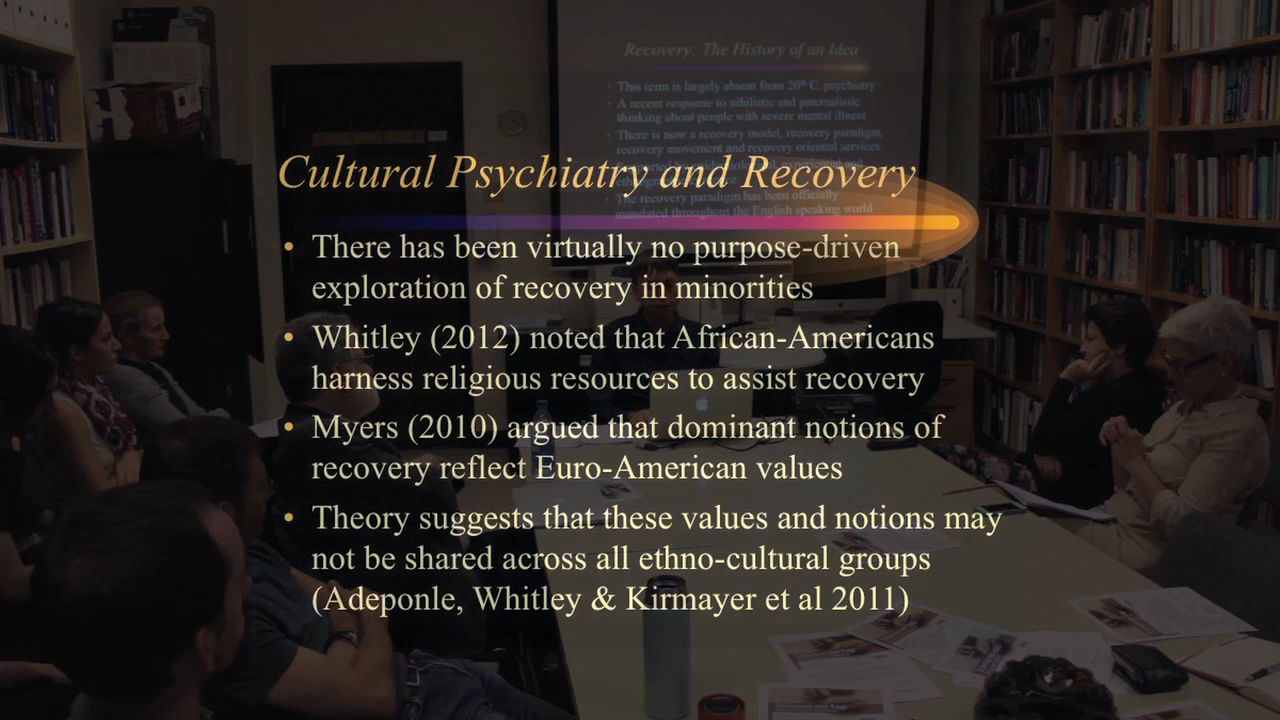 Recovery: The History of an Idea
• This term is largely absent from 20th C. psychiatry
• A recent response to nihilistic and paternalistic
thinking about people with severe mental illness
• There is now a recovery model, recovery paradigm,
recovery movement and recovery oriented services
The recovery paradigm has been officially
mandated throughout the English speaking world
Cultural Psychiatry and Recovery
• There has been virtually no purpose-driven
exploration of recovery in minorities
• Whitley (2012) noted that African-Americans
harness religious resources to assist recovery
• Myers (2010) argued that dominant notions of
recovery reflect Euro-American values
• Theory suggests that these values and notions may
not be shared across all ethno-cultural groups
(Adeponle, Whitley & Kirmayer et al 2011)